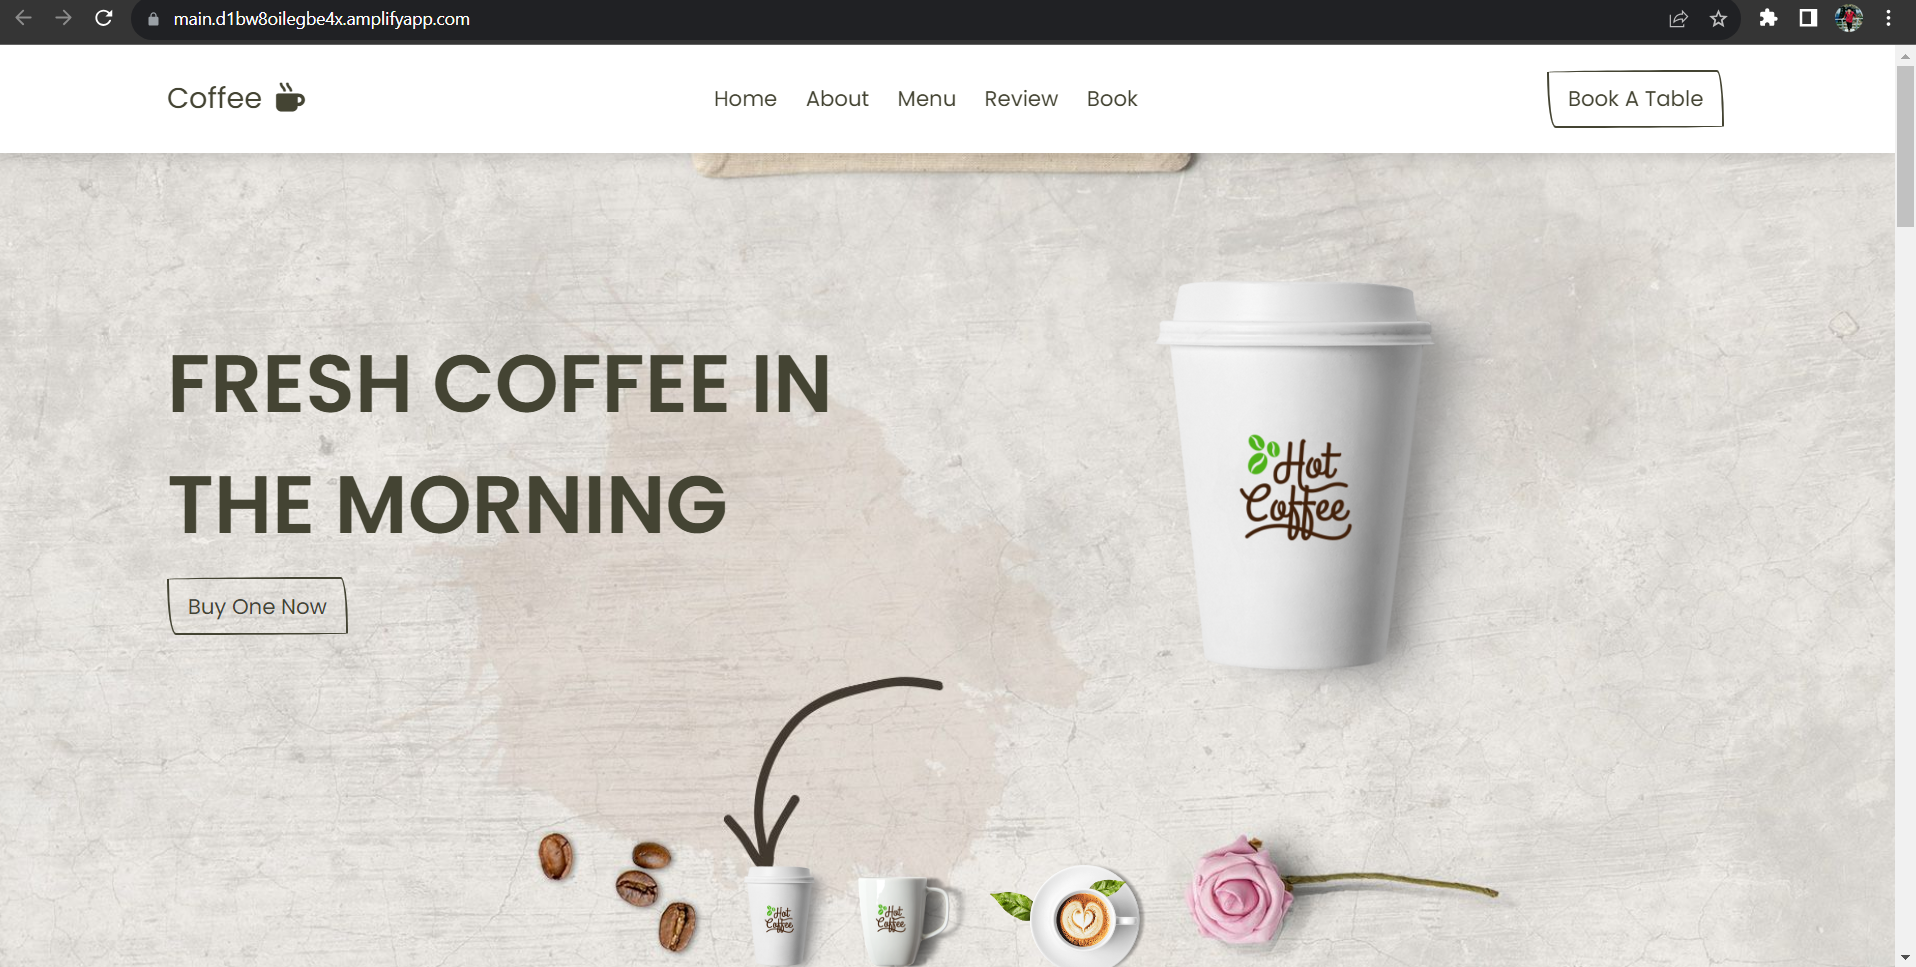 main.d1bw8oilegbe4x.amplifyapp.com
Coffee
Home About Menu Review Book
Book A Table
FRESH COFFEE IN
THE MORNING
Hot
Coffee
Buy One Now
Hot
Coffee
Hot
Coffee